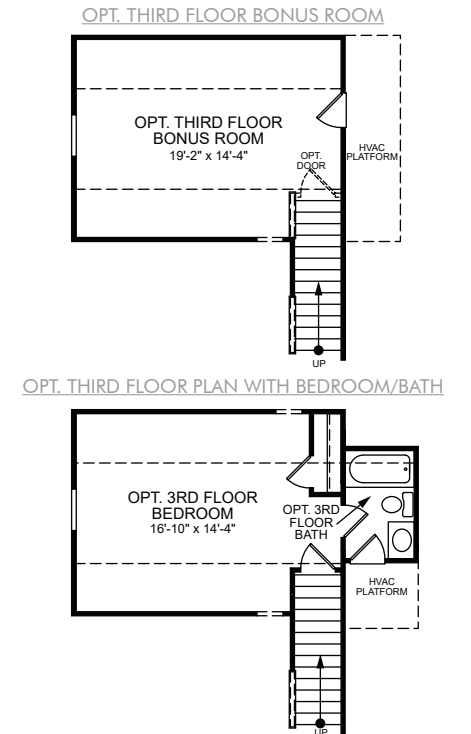 OPT. THIRD FLOOR BONUS ROOM
OPT. THIRD FLOOR
BONUS ROOM
19'-2" x 14'-4"
OPT.
DOOR
HVAC
PLATFORM
UP
OPT. THIRD FLOOR PLAN WITH BEDROOM/BATH
OPT. 3RD FLOOR
BEDROOM
16'-10" x 14'-4"
OPT. 3RD
FLOOR
BATH
HVAC
PLATFORM
UP